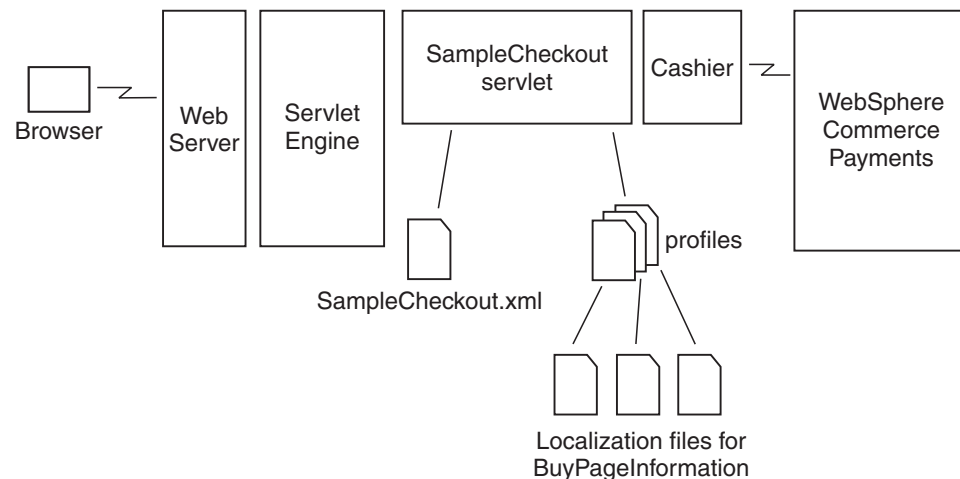 Browser
Web
Server
Servlet
Engine
SampleCheckout
servlet
Cashier
WebSphere
Commerce
Payments
SampleCheckout.xml
profiles
Localization files for
BuyPageInformation